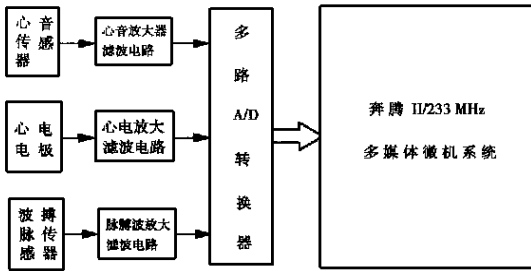 心 音
传 感
器
心音放大器
滤波电路
心 电
电 极
心电放大
滤波电路
波 搏
脉 传
感 器
脉搏波放大
滤波电路
多
路
A/D
转
换
器
奔腾 II/233 MHz
多媒体微机系统